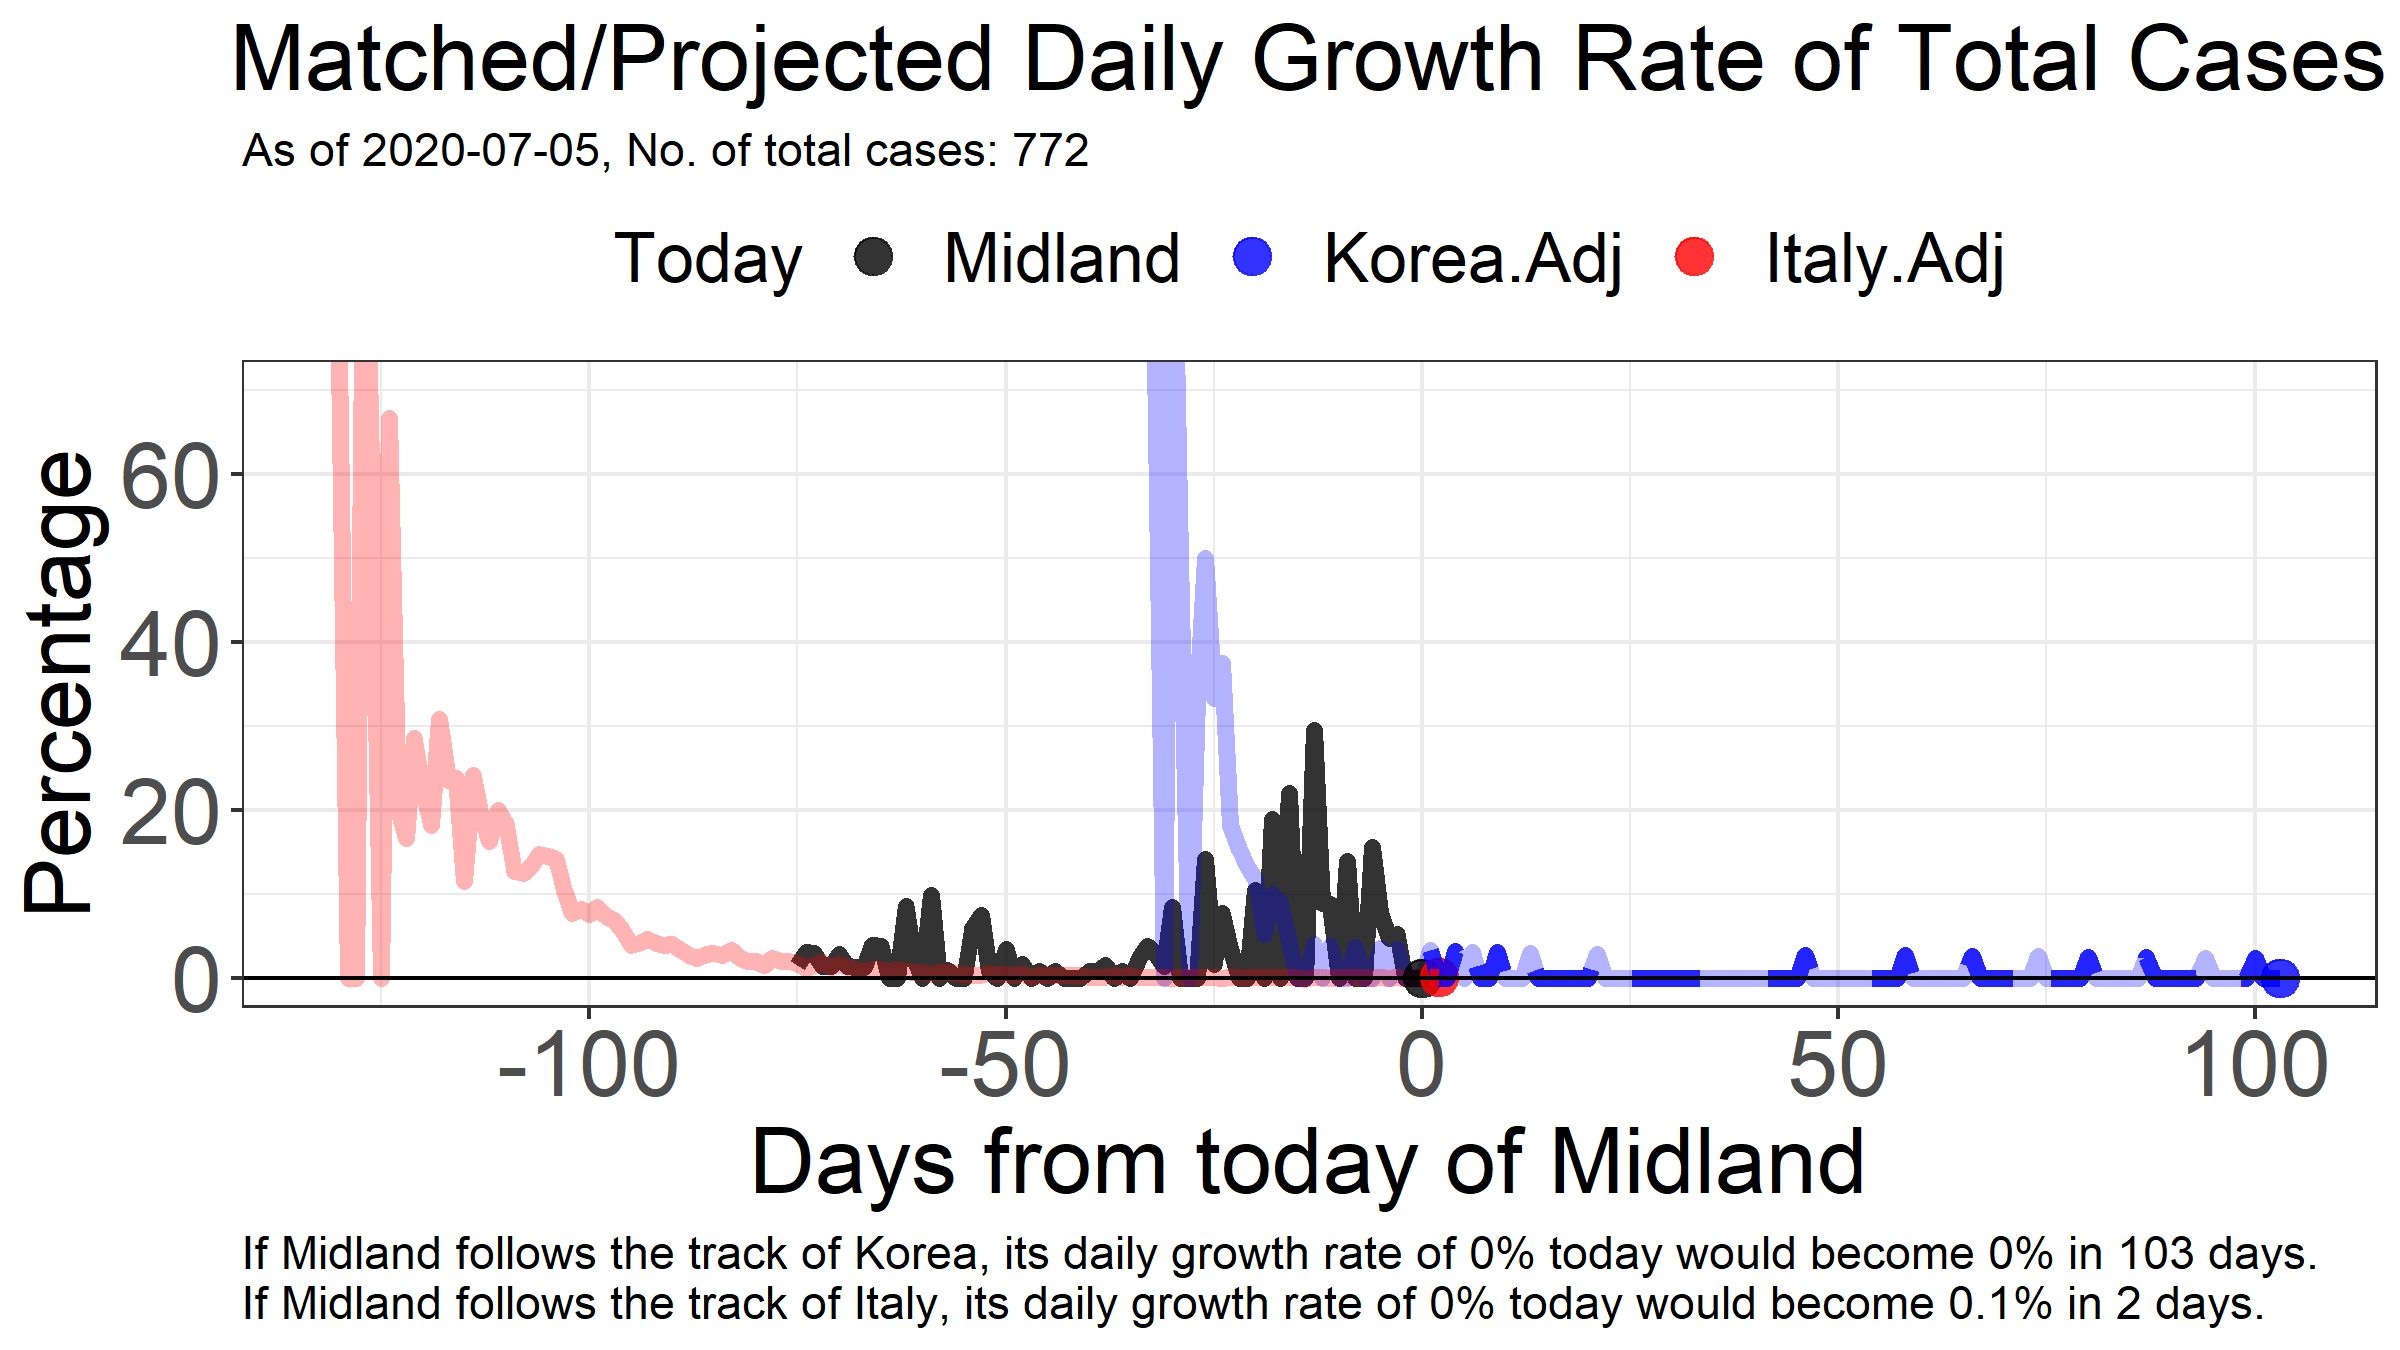 Matched/Projected Daily Growth Rate of Total Cases
As of 2020-07-05, No. of total cases: 772
Today Midland Korea.Adj Italy.Adj
Percentage
60
40
20
0
-100 -50 0 50 100
Days from today of Midland
If Midland follows the track of Korea, its daily growth rate of 0% today would become 0% in 103 days.
If Midland follows the track of Italy, its daily growth rate of 0% today would become 0.1% in 2 days.